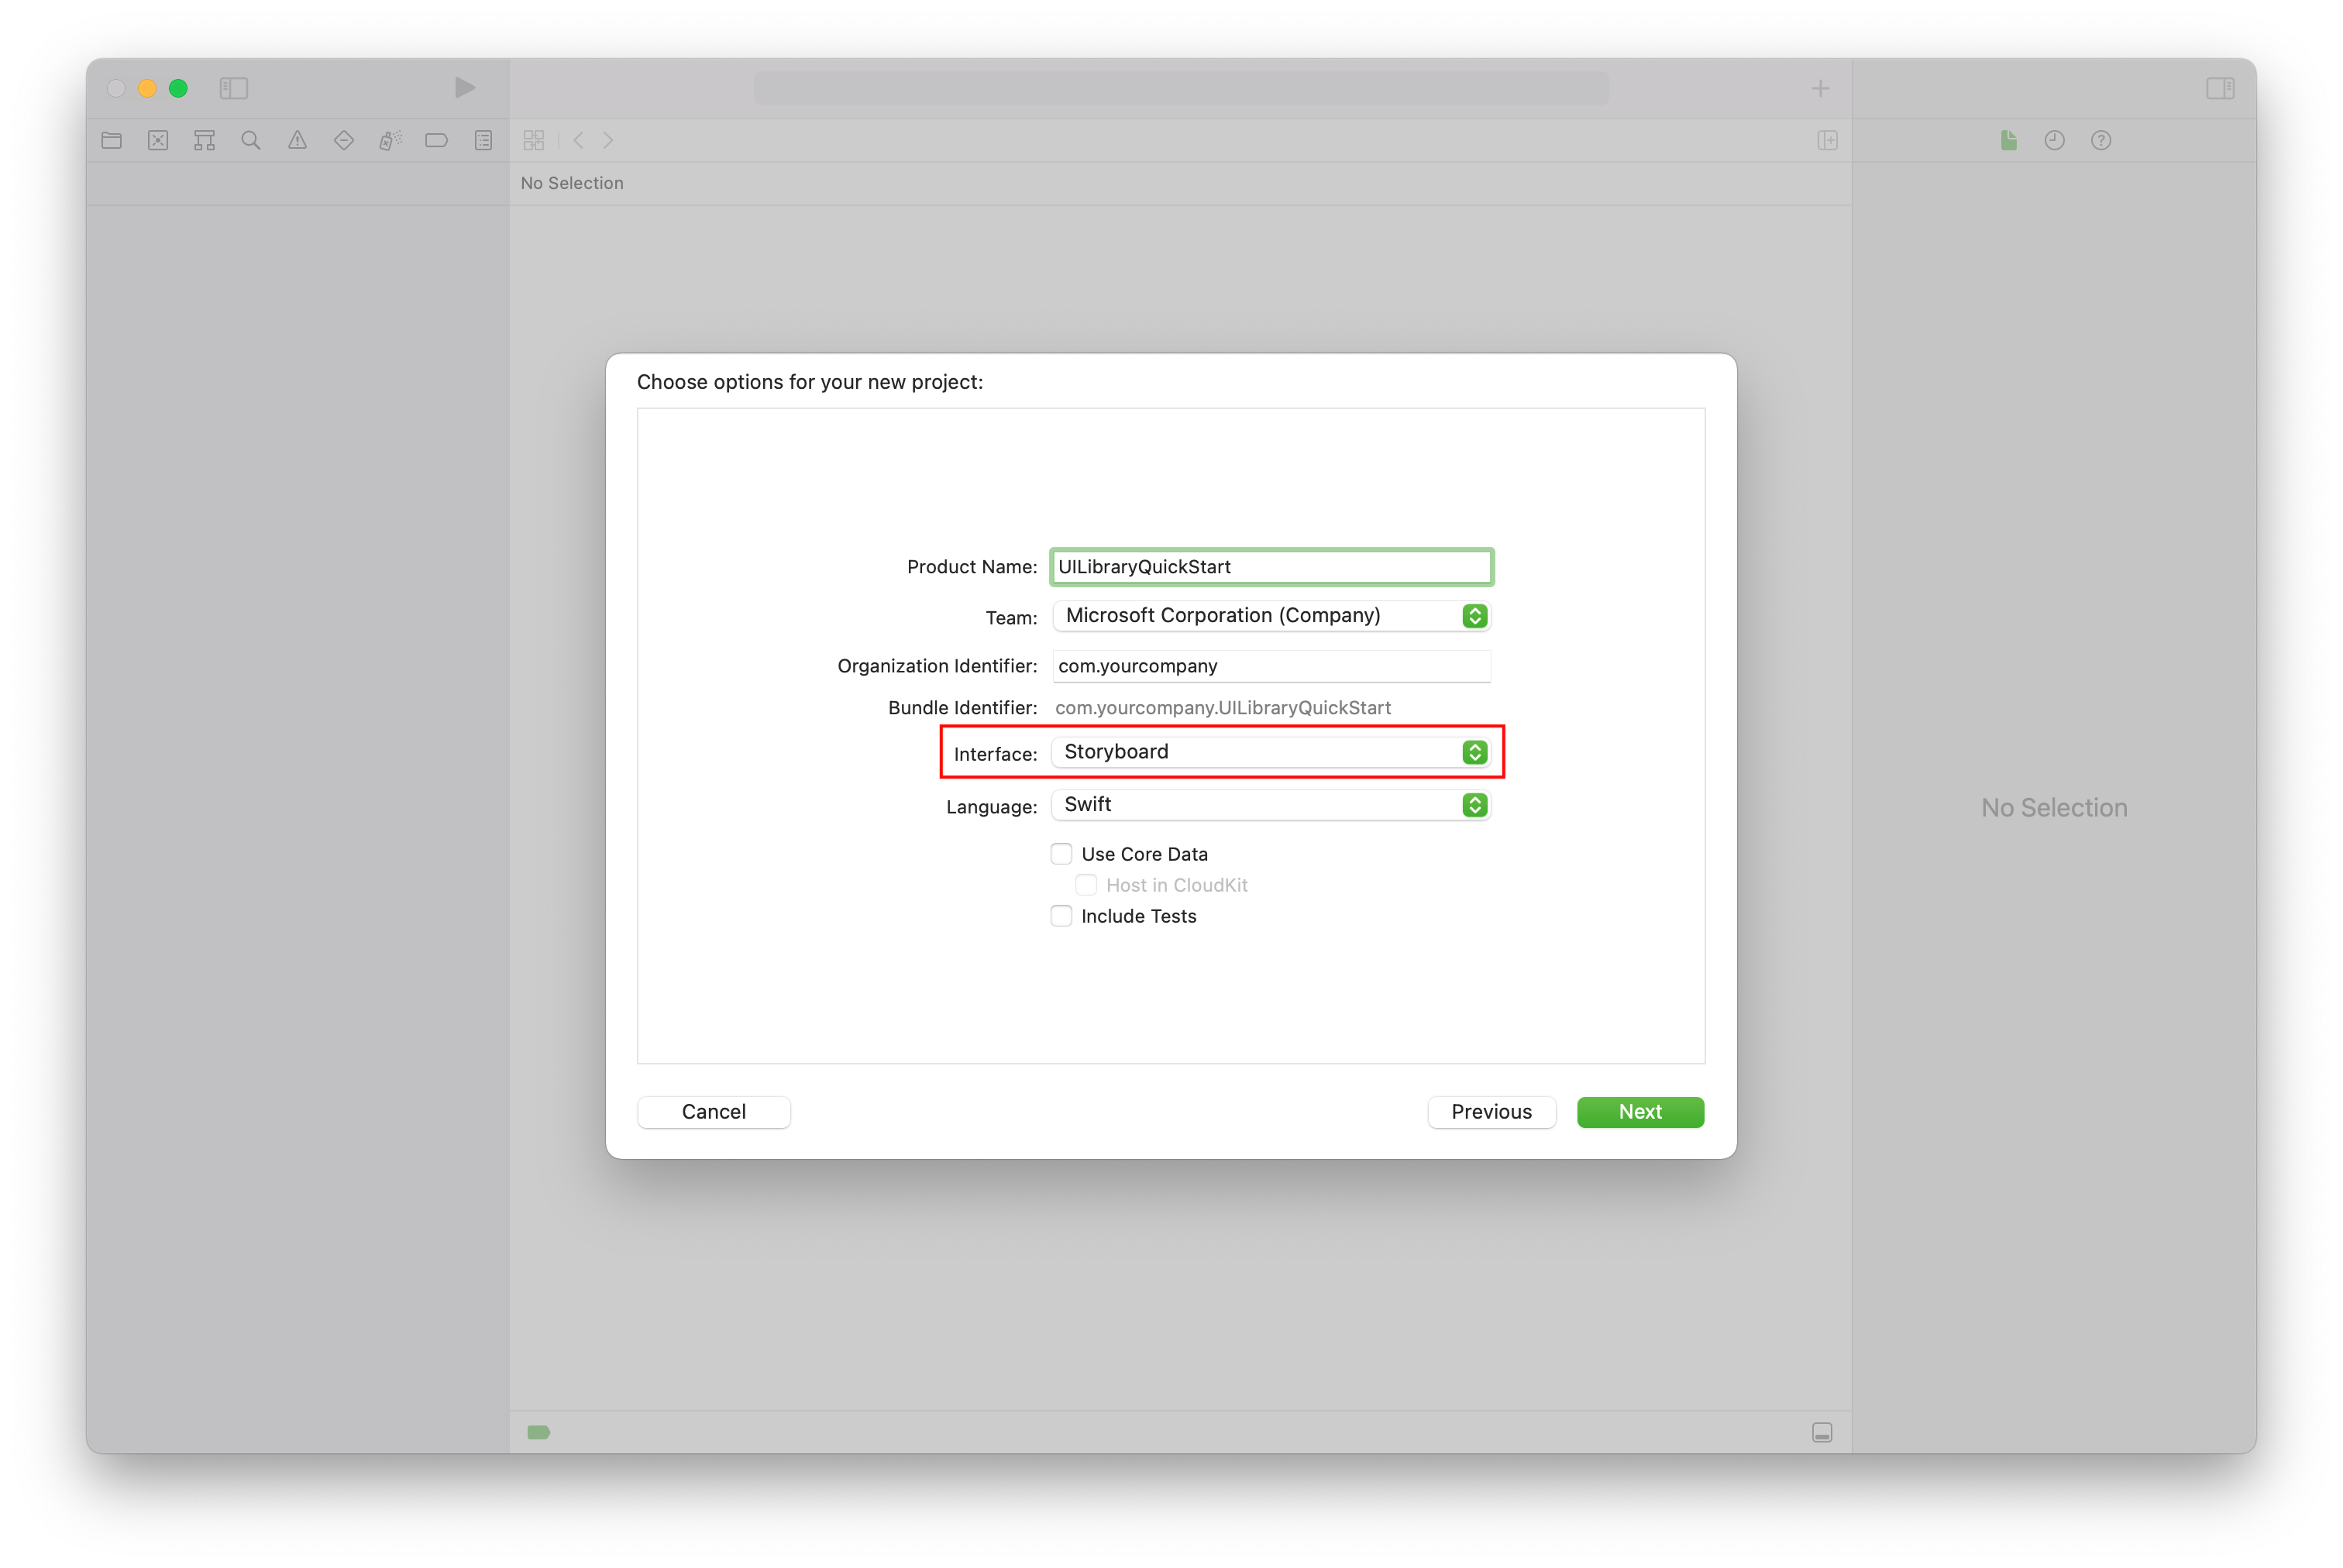 No Selection
Choose options for your new project:
Product Name: UILibraryQuickStart
Team: Microsoft Corporation (Company)
Organization Identifier: com.yourcompany
Bundle Identifier: com.yourcompany.UILibraryQuickStart
Interface: Storyboard
Language: Swift
Use Core Data
Host in CloudKit
Include Tests
Cancel Previous Next
No Selection